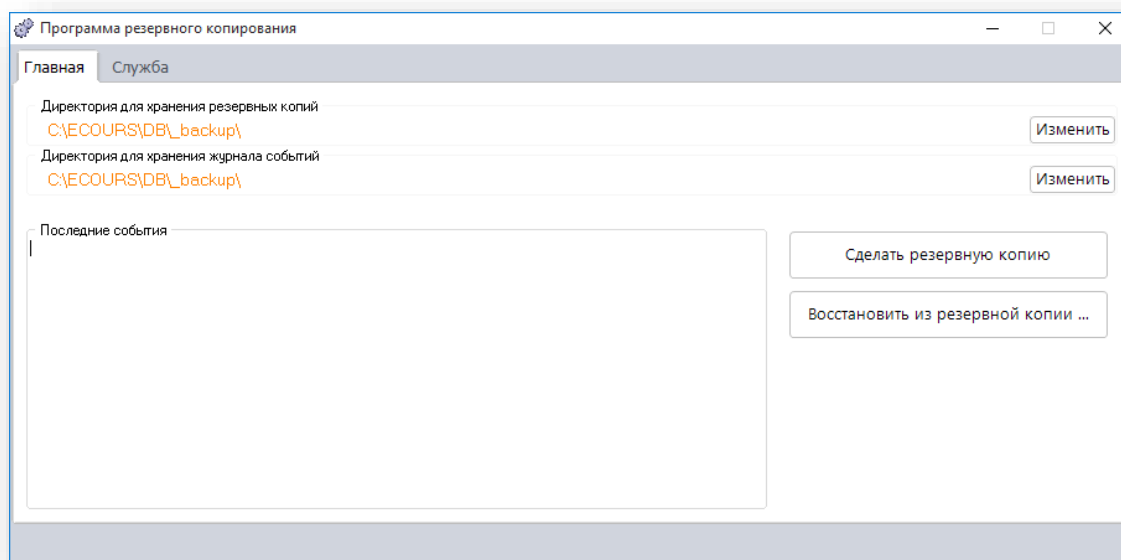 Программа резервного копирования
Главная Служба
Директория для хранения резервных копий
C:\ECOURS\DB\_backup\ Изменить
Директория для хранения журнала событий
C:\ECOURS\DB\_backup\ Изменить
Последние события
Сделать резервную копию
Восстановить из резервной копии ...